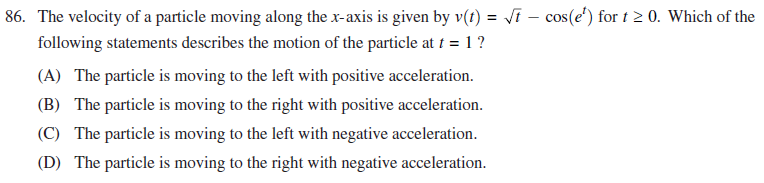 86. The velocity of a particle moving along the x-axis is given by v(t) = √t − cos(eᵗ) for t ≥ 0. Which of the
following statements describes the motion of the particle at t = 1 ?
(A) The particle is moving to the left with positive acceleration.
(B) The particle is moving to the right with positive acceleration.
(C) The particle is moving to the left with negative acceleration.
(D) The particle is moving to the right with negative acceleration.